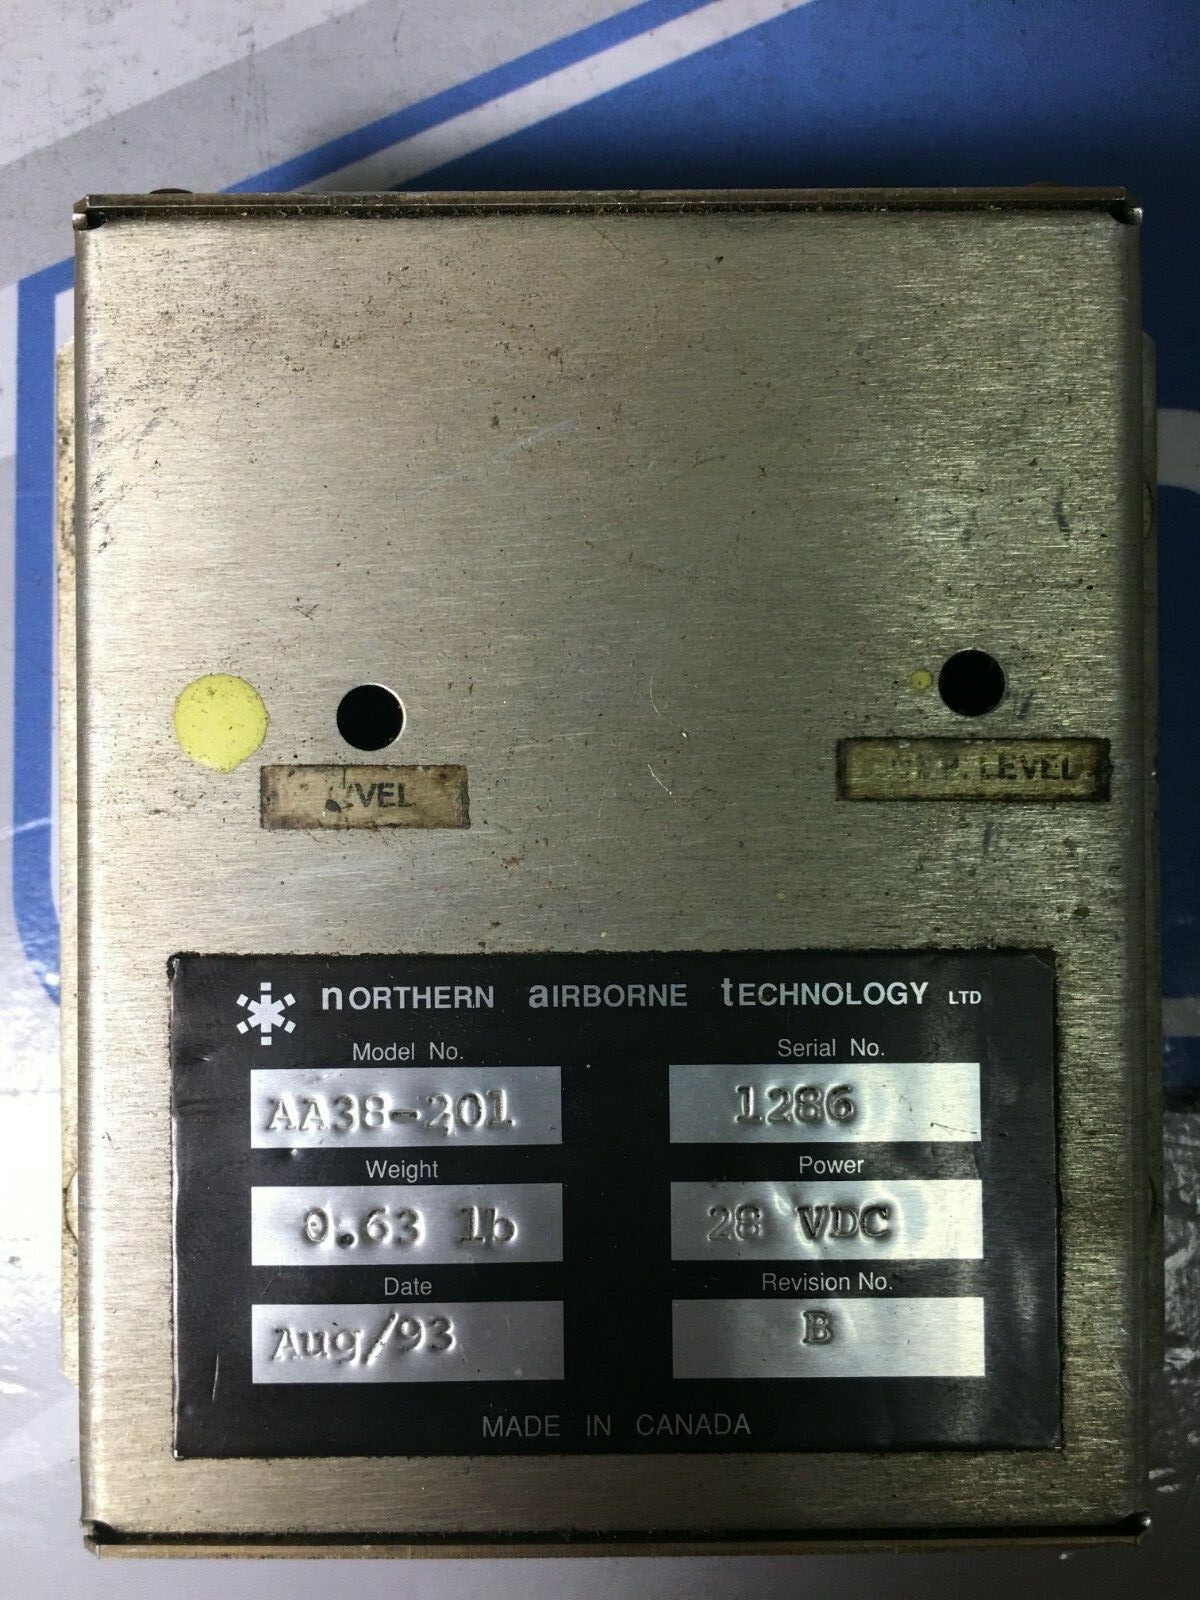 LEVEL
nORTHERN aIRBORNE tECHNOLOGY LTD
Model No. Serial No.
AA38-201 1286
Weight Power
0.63 lb 28 VDC
Date Revision No.
Aug/93 B
MADE IN CANADA